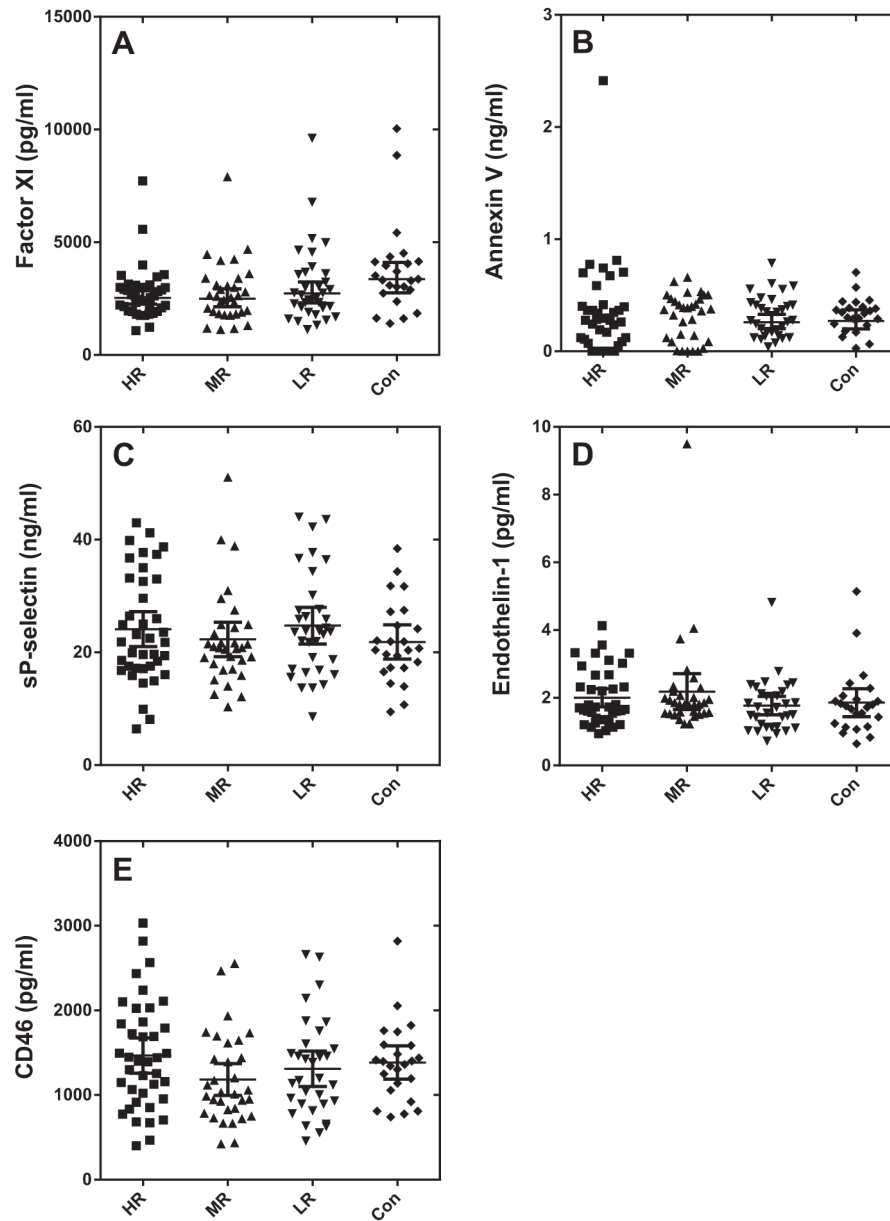 A
Factor XI (pg/ml)
15000
10000
5000
0
HR
MR
LR
Con
B
Annexin V (ng/ml)
3
2
1
0
HR
MR
LR
Con
C
sP-selectin (ng/ml)
60
40
20
0
HR
MR
LR
Con
D
Endothelin-1 (pg/ml)
10
8
6
4
2
0
HR
MR
LR
Con
E
CD46 (pg/ml)
4000
3000
2000
1000
0
HR
MR
LR
Con